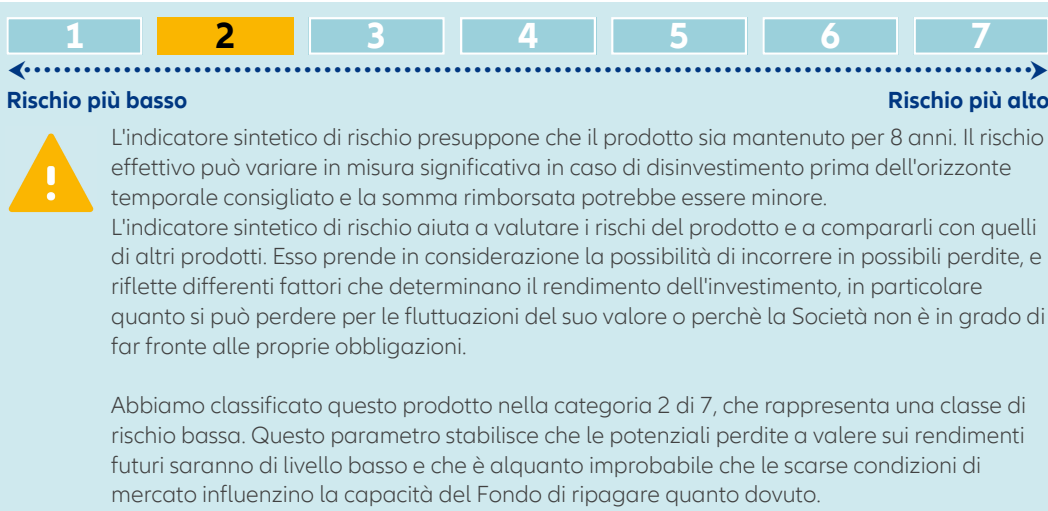 1 2 3 4 5 6 7
Rischio più basso Rischio più alto
L'indicatore sintetico di rischio presuppone che il prodotto sia mantenuto per 8 anni. Il rischio
effettivo può variare in misura significativa in caso di disinvestimento prima dell'orizzonte
temporale consigliato e la somma rimborsata potrebbe essere minore.
L'indicatore sintetico di rischio aiuta a valutare i rischi del prodotto e a compararli con quelli
di altri prodotti. Esso prende in considerazione la possibilità di incorrere in possibili perdite, e
riflette differenti fattori che determinano il rendimento dell'investimento, in particolare
quanto si può perdere per le fluttuazioni del suo valore o perchè la Società non è in grado di
far fronte alle proprie obbligazioni.
Abbiamo classificato questo prodotto nella categoria 2 di 7, che rappresenta una classe di
rischio bassa. Questo parametro stabilisce che le potenziali perdite a valere sui rendimenti
futuri saranno di livello basso e che è alquanto improbabile che le scarse condizioni di
mercato influenzino la capacità del Fondo di ripagare quanto dovuto.